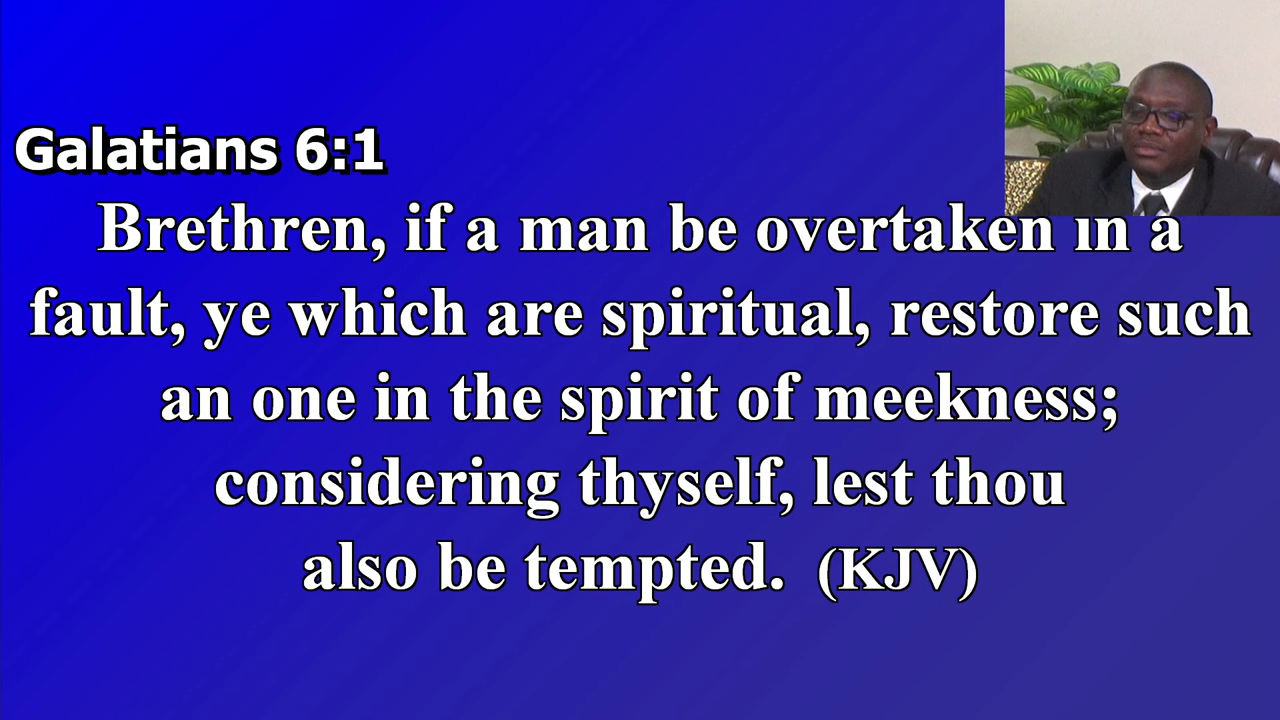 Galatians 6:1
Brethren, if a man be overtaken in a
fault, ye which are spiritual, restore such
an one in the spirit of meekness;
considering thyself, lest thou
also be tempted. (KJV)